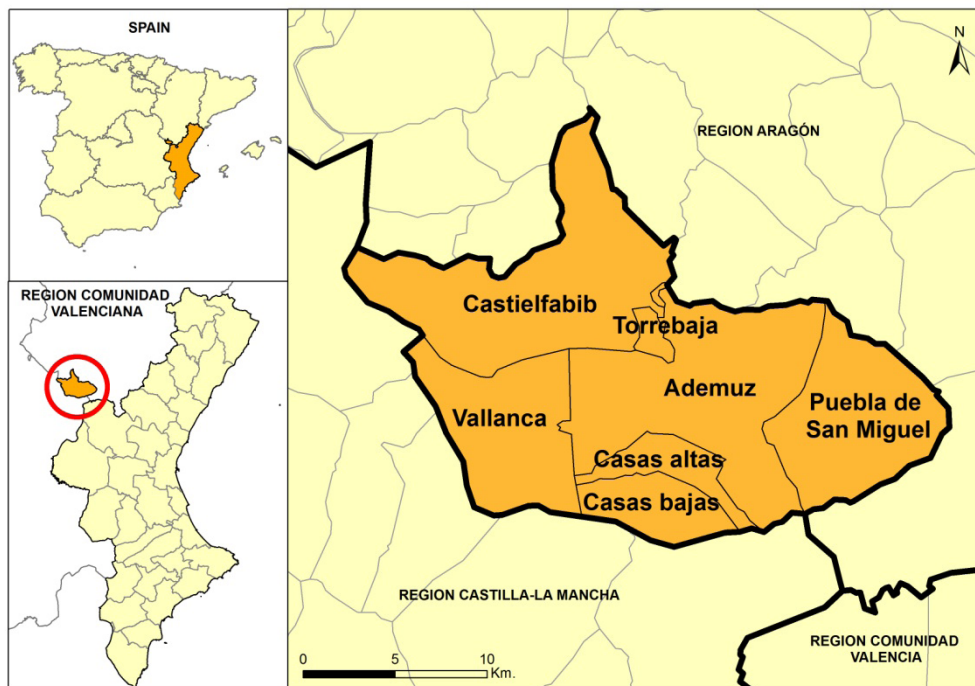 SPAIN
REGION COMUNIDAD
VALENCIANA
N
REGION ARAGÓN
Castielfabib
Torrebaja
Ademuz
Vallanca
Puebla de
San Miguel
Casas altas
Casas bajas
REGION CASTILLA-LA MANCHA
REGION COMUNIDAD
VALENCIA
0 5 10
Km.